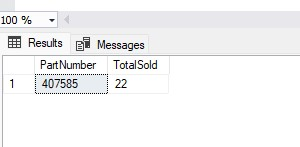 100 %
Results Messages
PartNumber TotalSold
1 407585 22